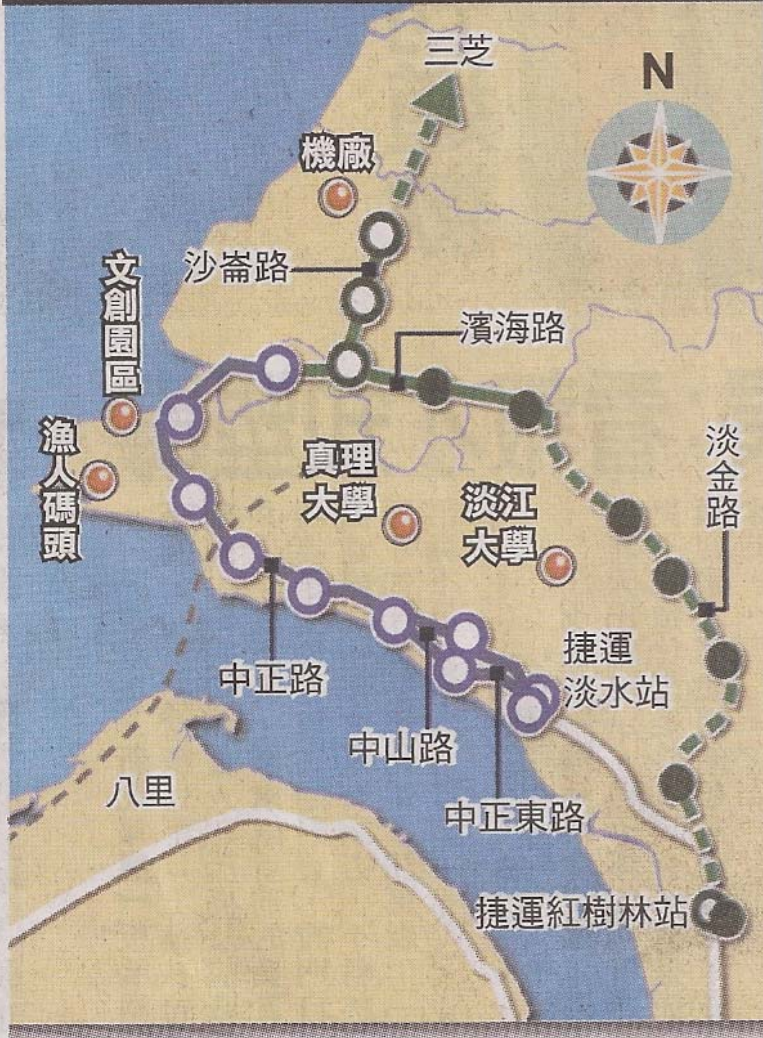 三芝
N
機廠
沙崙路
文創園區
濱海路
漁人碼頭
真理
大學
淡江
大學
淡金路
捷運
淡水站
中正路
中山路
八里
中正東路
捷運紅樹林站